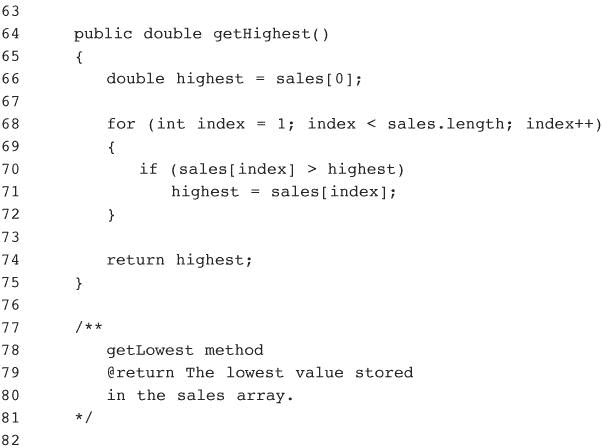 63
64 public double getHighest()
65 {
66 double highest = sales[0];
67
68 for (int index = 1; index < sales.length; index++)
69 {
70 if (sales[index] > highest)
71 highest = sales[index];
72 }
73
74 return highest;
75 }
76
77 /**
78 getLowest method
79 @return The lowest value stored
80 in the sales array.
81 */
82